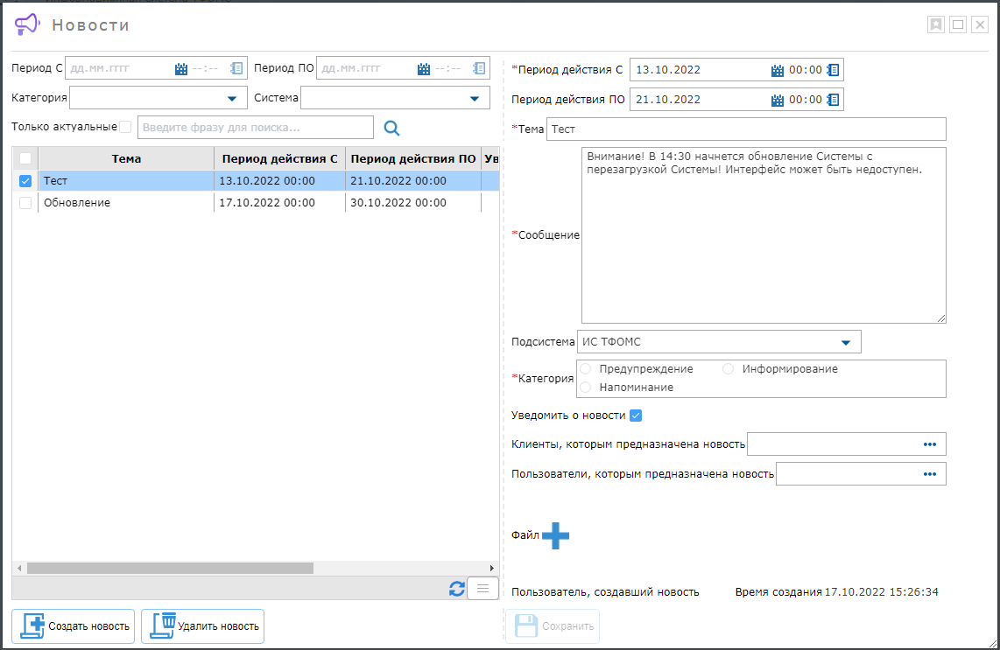 Новости
Период С дд.мм.гггг --:-- Период ПО дд.мм.гггг --:--
Категория Система
Только актуальные Введите фразу для поиска...
Тема Период действия С Период действия ПО Ув
Тест 13.10.2022 00:00 21.10.2022 00:00
Обновление 17.10.2022 00:00 30.10.2022 00:00
Создать новость Удалить новость
*Период действия С 13.10.2022 00:00
Период действия ПО 21.10.2022 00:00
*Тема Тест
*Сообщение
Внимание! В 14:30 начнется обновление Системы с
перезагрузкой Системы! Интерфейс может быть недоступен.
Подсистема ИС ТФОМС
*Категория
Предупреждение Информирование
Напоминание
Уведомить о новости
Клиенты, которым предназначена новость
Пользователи, которым предназначена новость
Файл
Пользователь, создавший новость Время создания 17.10.2022 15:26:34
Сохранить